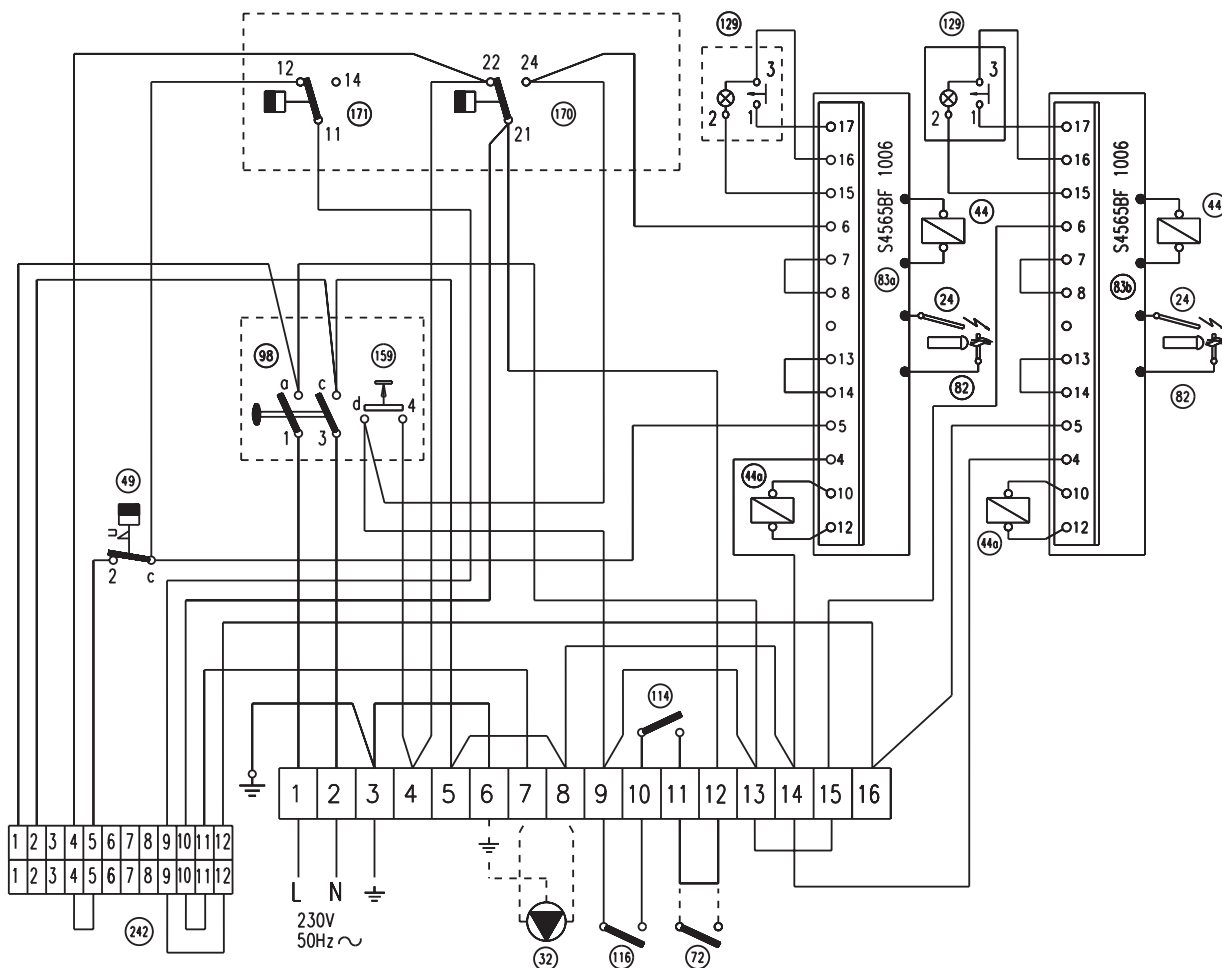 129 129
12 14 22 24 3 3
171 170
11 21
2 1 2 1
17 17
16 16
15 15
6 6
7 7
8 8
13 13
14 14
5 5
4 4
10 10
12 12
S4565BF 1006 S4565BF 1006
44 44
83a 83b
24 24
82 82
44a 44a
98 159
a c
d 4
1 3
49
u
2 c
114
1 2 3 4 5 6 7 8 9 10 11 12 13 14 15 16
1 2 3 4 5 6 7 8 9 10 11 12
1 2 3 4 5 6 7 8 9 10 11 12
L N
230V
50Hz ~
242
32 116 72